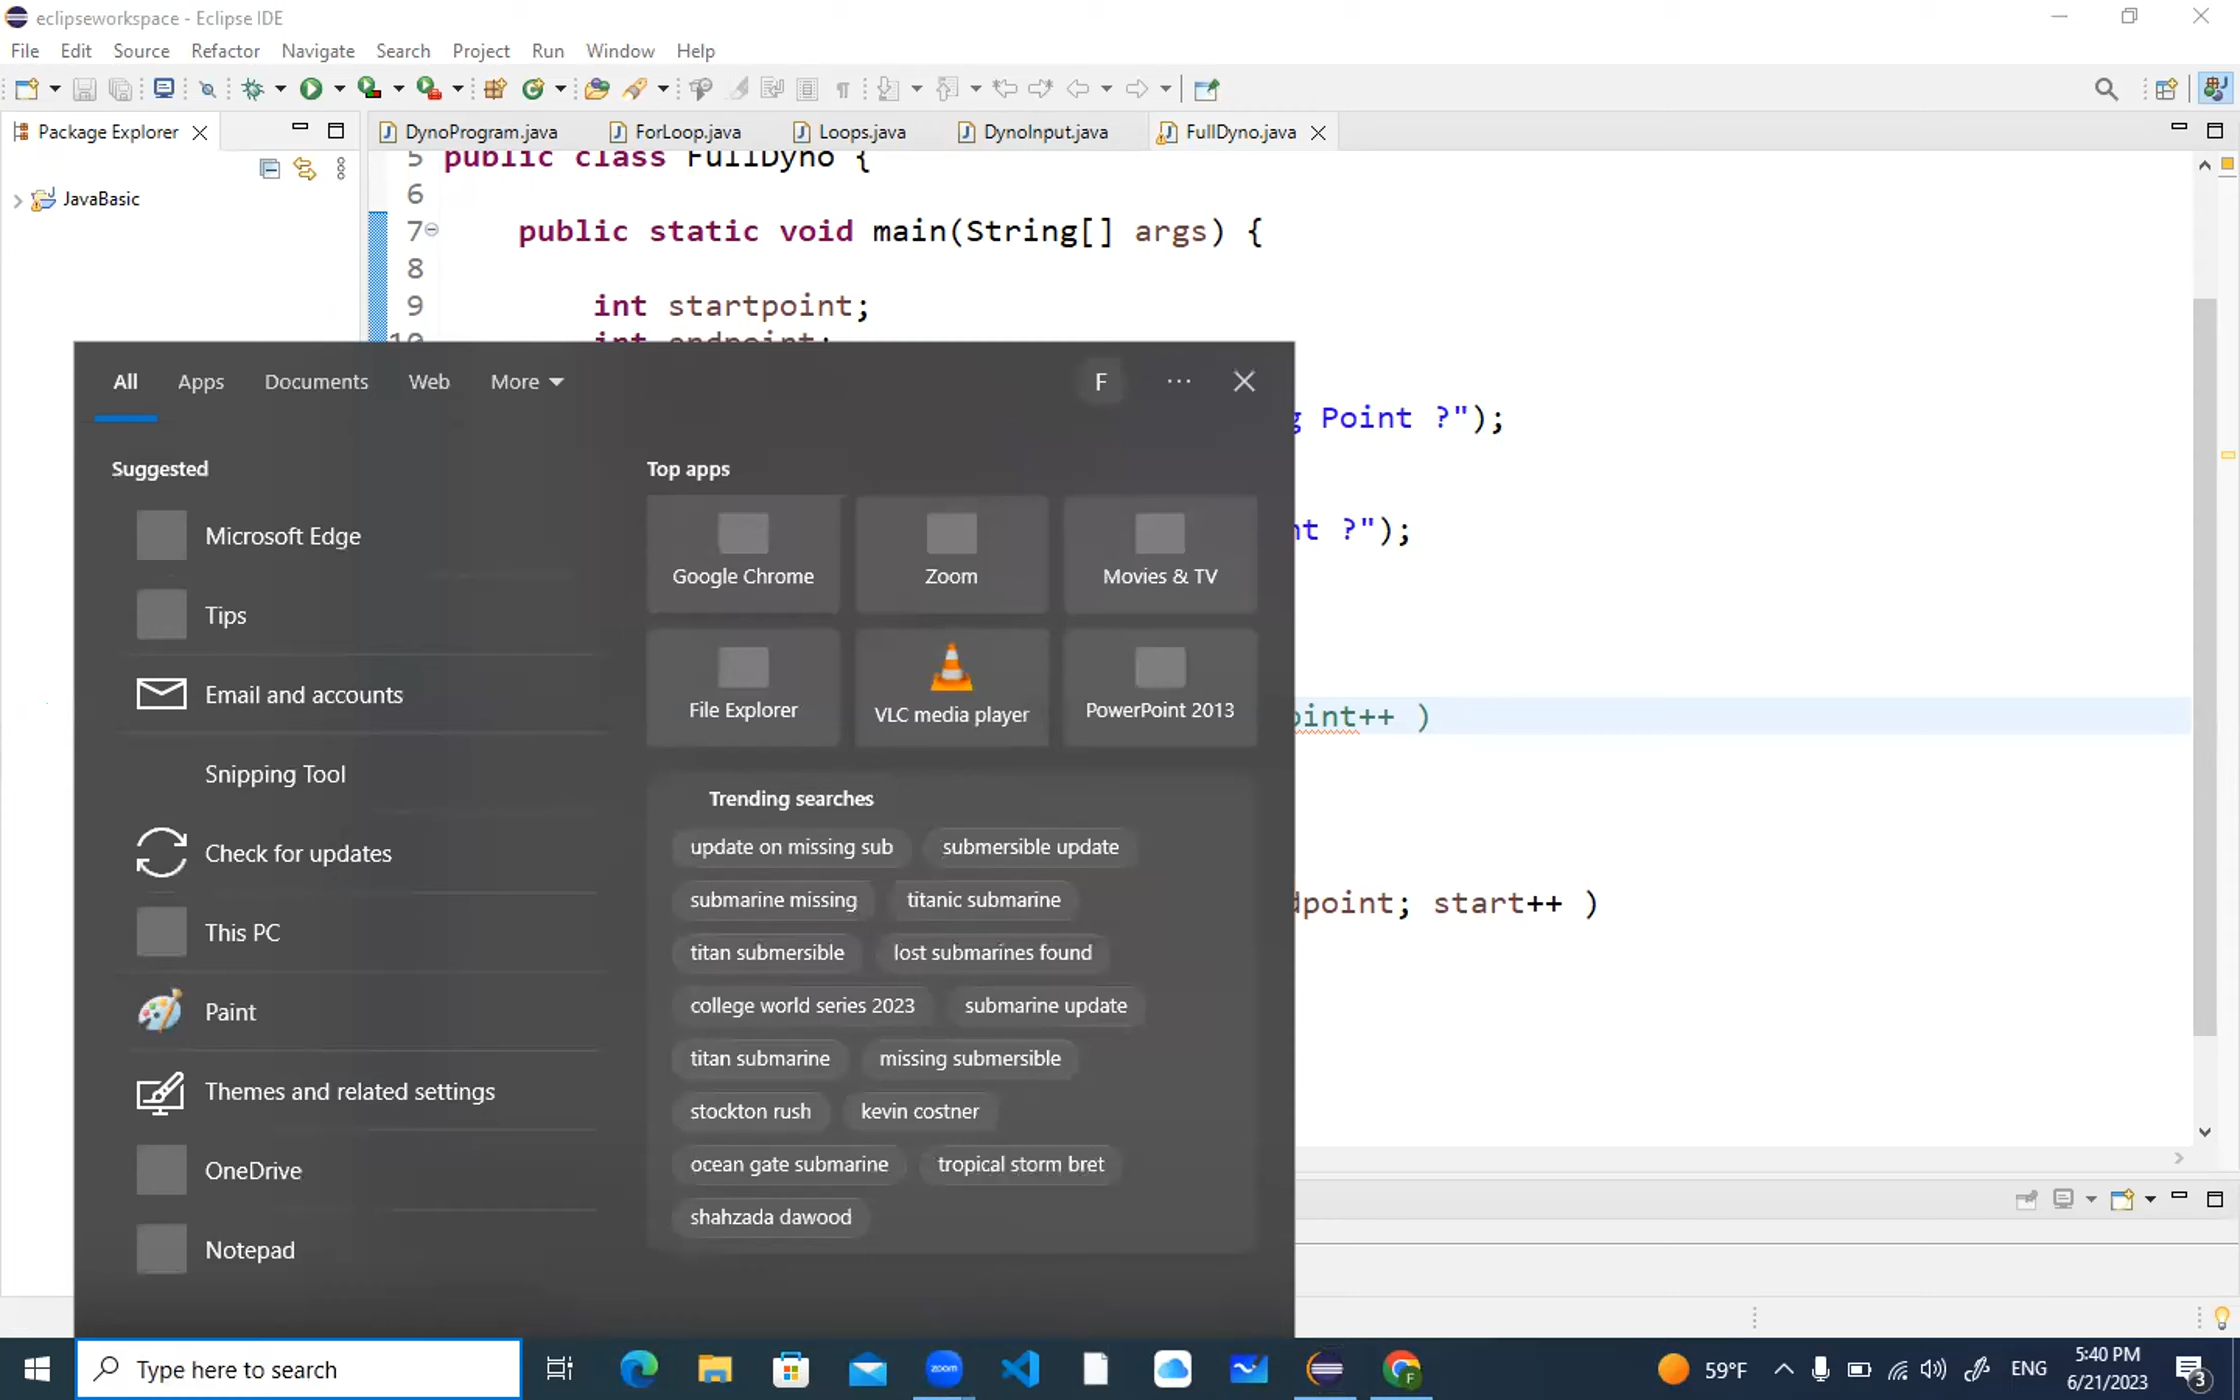 eclipseworkspace - Eclipse IDE
File Edit Source Refactor Navigate Search Project Run Window Help
Package Explorer
DynoProgram.java ForLoop.java Loops.java DynoInput.java FullDyno.java
JavaBasic
5 public class FullDyno {
6
7 public static void main(String[] args) {
8
9 int startpoint;
10 int endpoint;
g Point ?");
nt ?");
oint++ )
dpoint; start++ )
All Apps Documents Web More F ...
Suggested
Microsoft Edge
Tips
Email and accounts
Snipping Tool
Check for updates
This PC
Paint
Themes and related settings
OneDrive
Notepad
Top apps
Google Chrome Zoom Movies & TV
File Explorer VLC media player PowerPoint 2013
Trending searches
update on missing sub submersible update
submarine missing titanic submarine
titan submersible lost submarines found
college world series 2023 submarine update
titan submarine missing submersible
stockton rush kevin costner
ocean gate submarine tropical storm bret
shahzada dawood
Type here to search
zoom
F
59°F
ENG
5:40 PM
6/21/2023
3